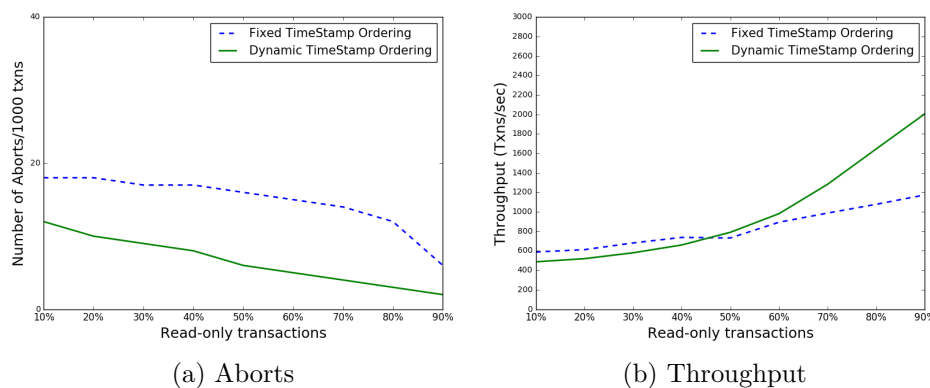 40
20
0
Number of Aborts/1000 txns
Fixed TimeStamp Ordering
Dynamic TimeStamp Ordering
10% 20% 30% 40% 50% 60% 70% 80% 90%
Read-only transactions
(a) Aborts
3000
2800
2600
2400
2200
2000
1800
1600
1400
1200
1000
800
600
400
200
0
Throughput (Txns/sec)
Fixed TimeStamp Ordering
Dynamic TimeStamp Ordering
10% 20% 30% 40% 50% 60% 70% 80% 90%
Read-only transactions
(b) Throughput